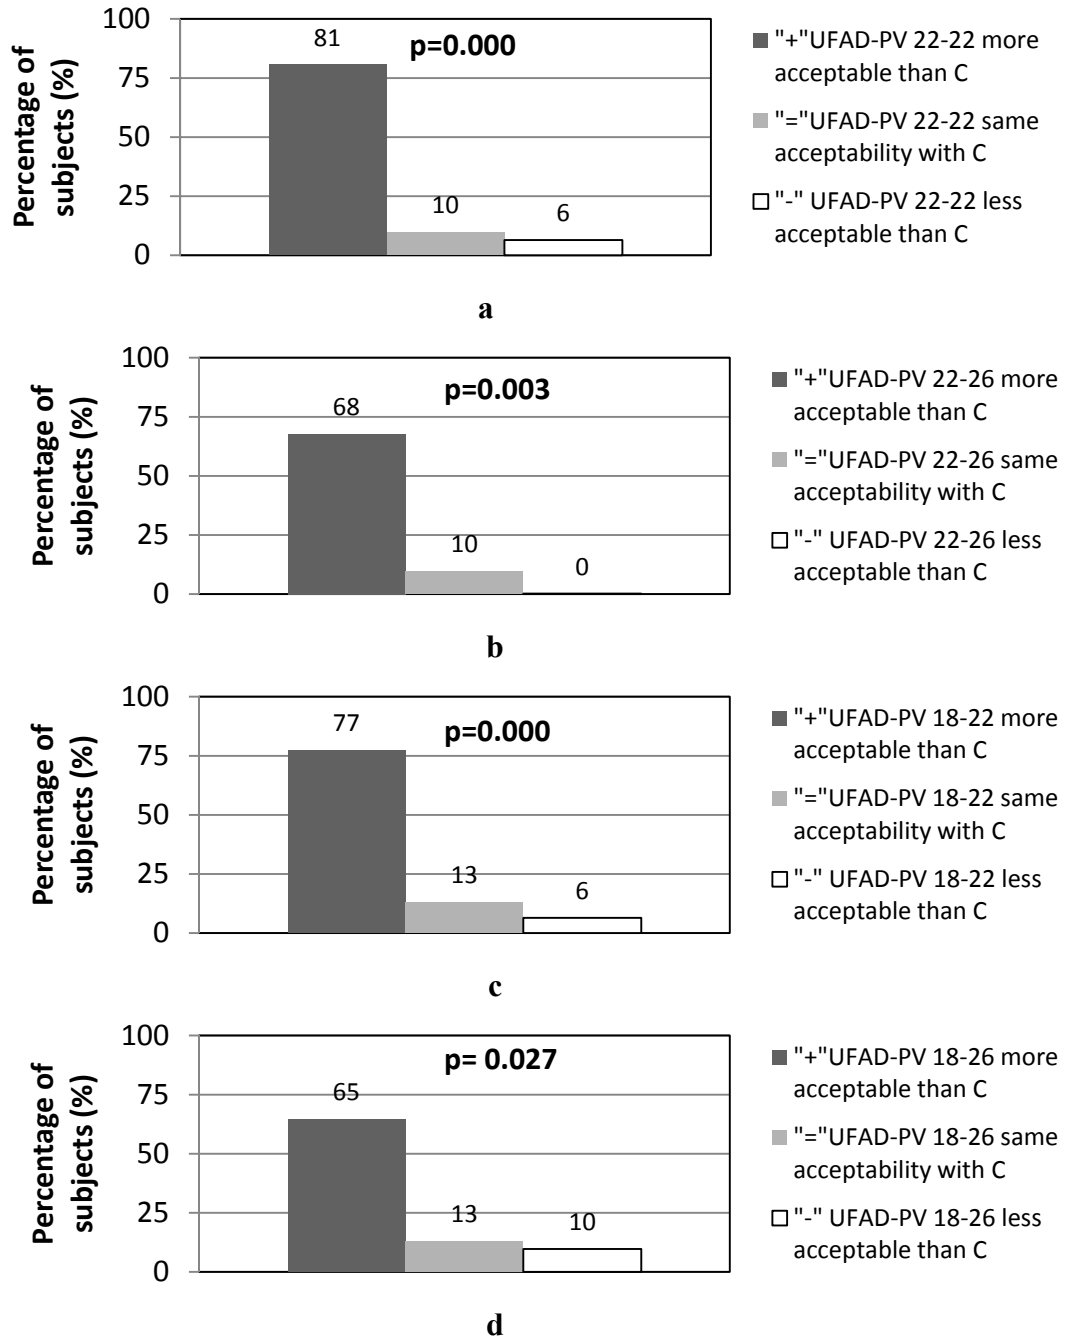 Percentage of
subjects (%)
100
75
50
25
0
81
10
6
p=0.000
"+"UFAD-PV 22-22 more
acceptable than C
"="UFAD-PV 22-22 same
acceptability with C
"-" UFAD-PV 22-22 less
acceptable than C
a
Percentage of
subjects (%)
100
75
50
25
0
68
10
0
p=0.003
"+"UFAD-PV 22-26 more
acceptable than C
"="UFAD-PV 22-26 same
acceptability with C
"-" UFAD-PV 22-26 less
acceptable than C
b
Percentage of
subjects (%)
100
75
50
25
0
77
13
6
p=0.000
"+"UFAD-PV 18-22 more
acceptable than C
"="UFAD-PV 18-22 same
acceptability with C
"-" UFAD-PV 18-22 less
acceptable than C
c
Percentage of
subjects (%)
100
75
50
25
0
65
13
10
p= 0.027
"+"UFAD-PV 18-26 more
acceptable than C
"="UFAD-PV 18-26 same
acceptability with C
"-" UFAD-PV 18-26 less
acceptable than C
d